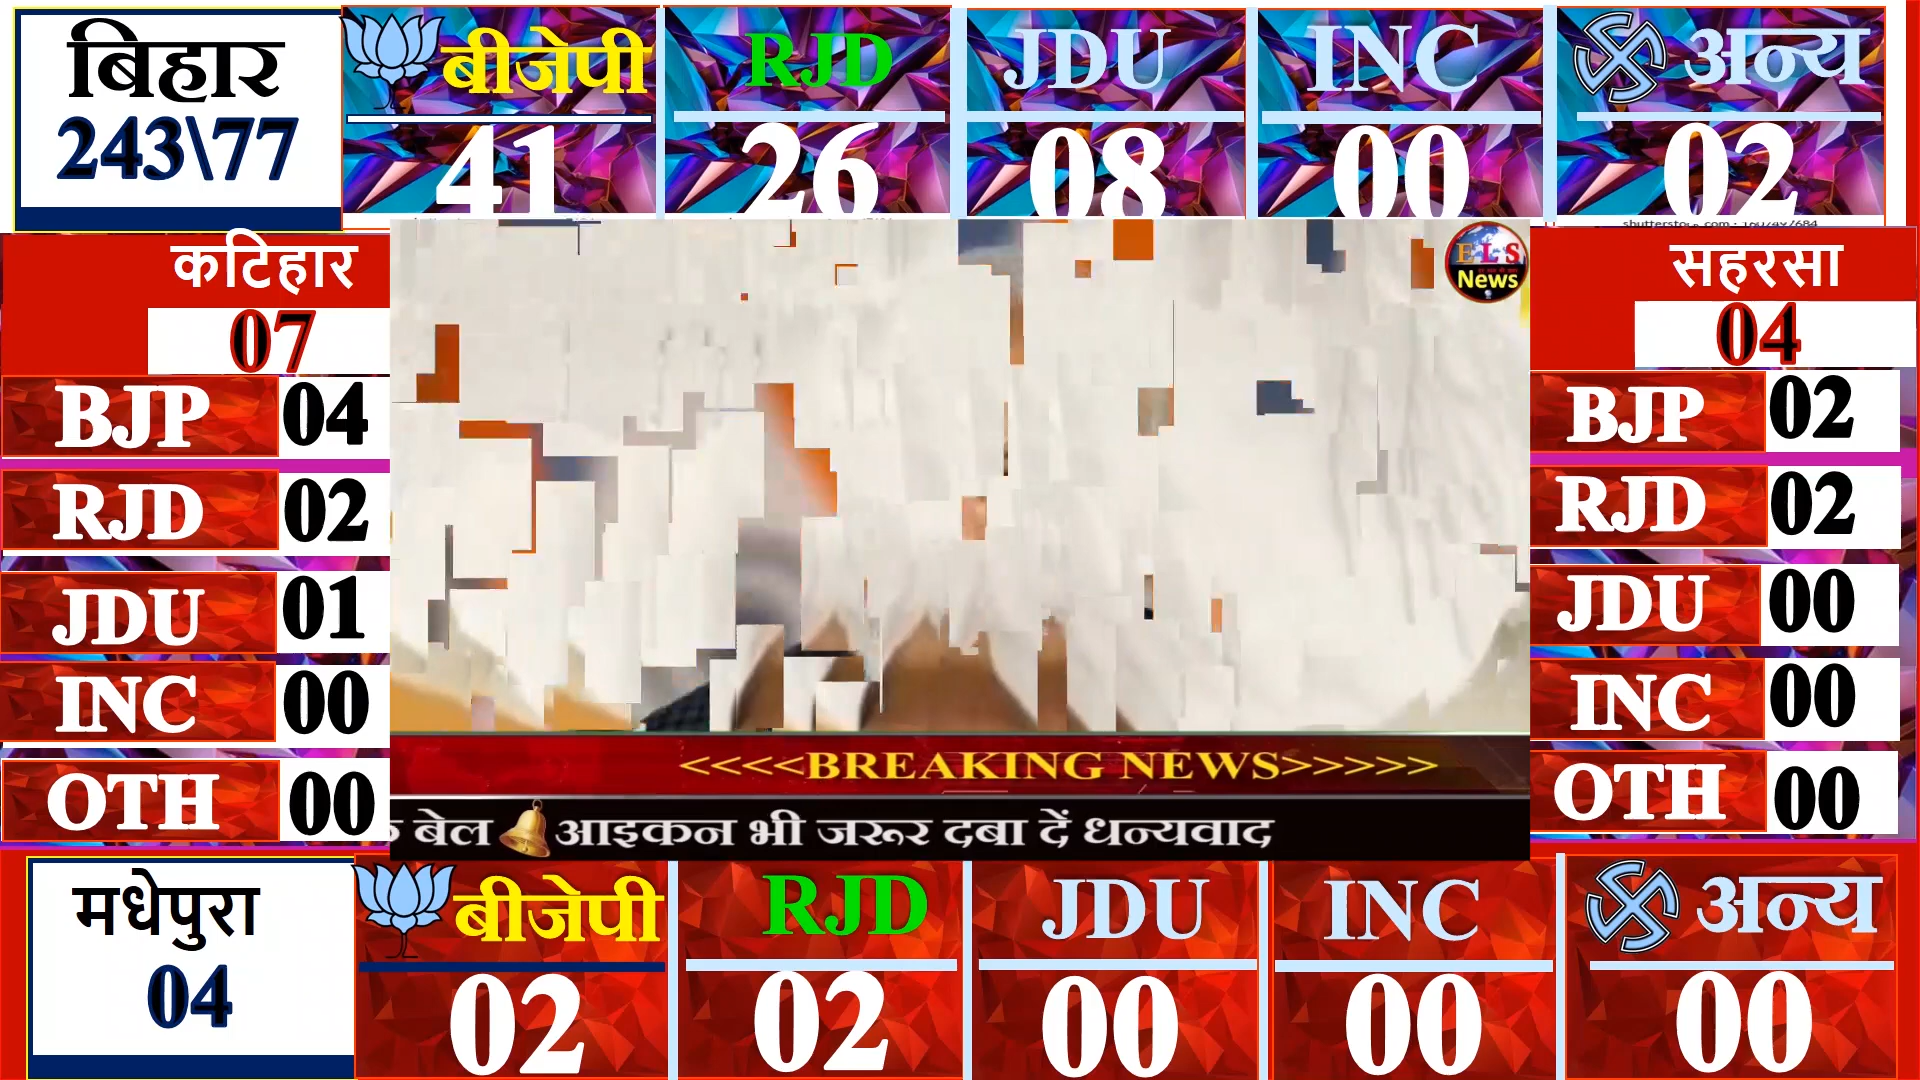 बिहार
243\77
बीजेपी
41
RJD
26
JDU
08
INC
00
अन्य
02
कटिहार
07
BJP 04
RJD 02
JDU 01
INC 00
OTH 00
ELS
News
सहरसा
04
BJP 02
RJD 02
JDU 00
INC 00
OTH 00
<<<<BREAKING NEWS>>>>>
बेल आइकन भी जरूर दबा दें धन्यवाद
मधेपुरा
04
बीजेपी
02
RJD
02
JDU
00
INC
00
अन्य
00